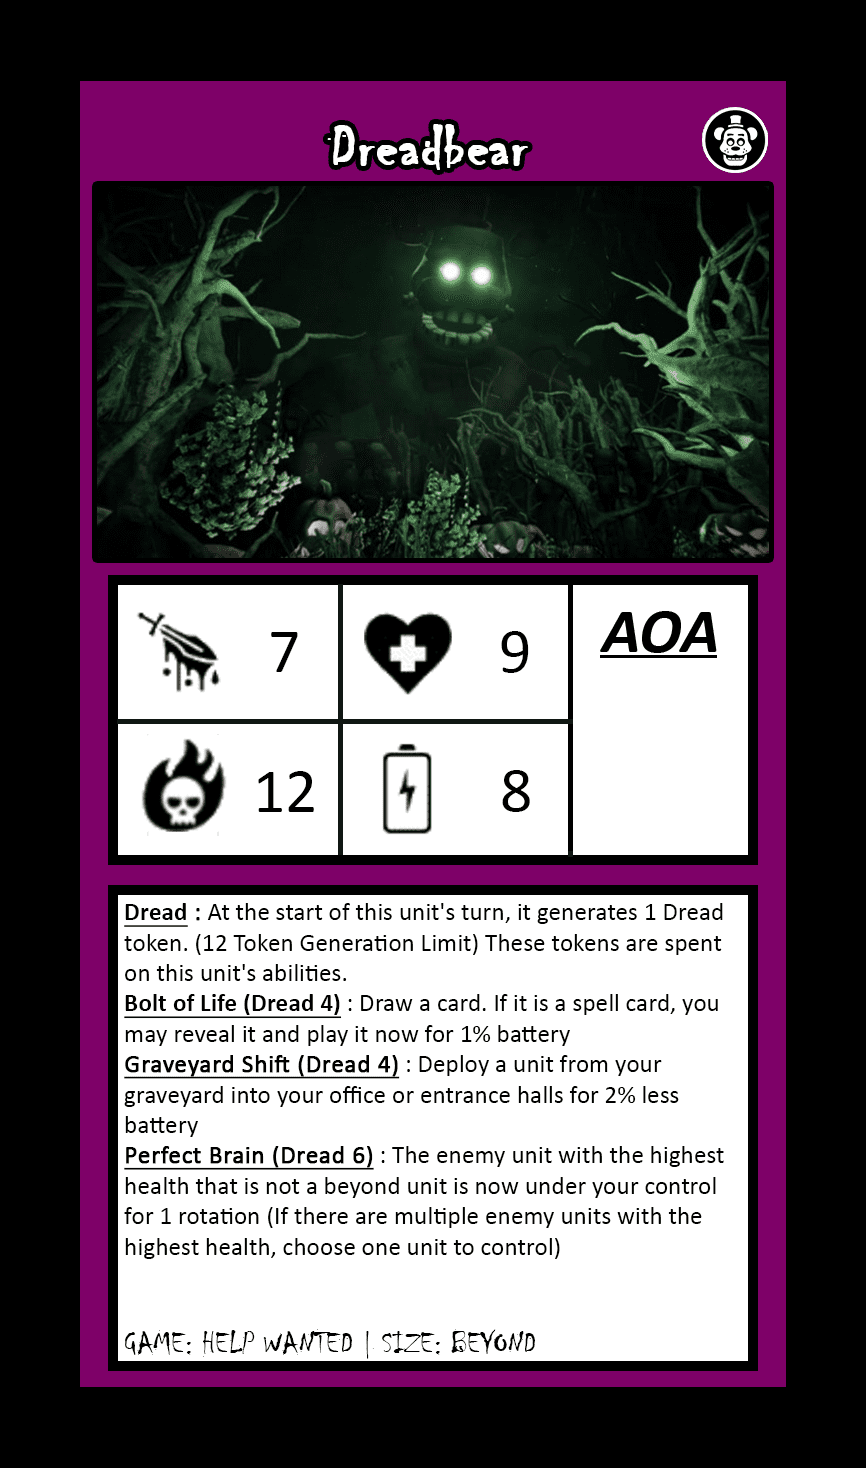 Dreadbear
7
9
AOA
12
8
Dread : At the start of this unit's turn, it generates 1 Dread
token. (12 Token Generation Limit) These tokens are spent
on this unit's abilities.
Bolt of Life (Dread 4) : Draw a card. If it is a spell card, you
may reveal it and play it now for 1% battery
Graveyard Shift (Dread 4) : Deploy a unit from your
graveyard into your office or entrance halls for 2% less
battery
Perfect Brain (Dread 6) : The enemy unit with the highest
health that is not a beyond unit is now under your control
for 1 rotation (If there are multiple enemy units with the
highest health, choose one unit to control)
GAME: HELP WANTED | SIZE: BEYOND